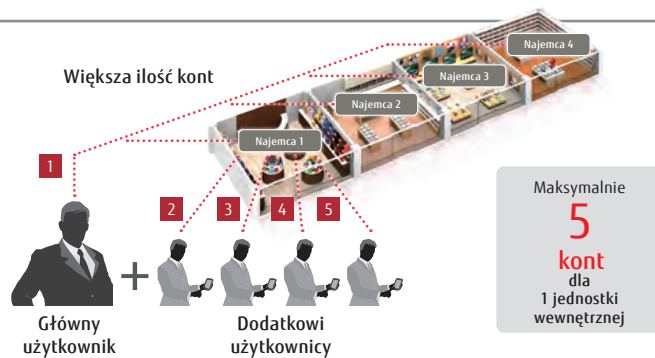 Większa ilość kont
Najemca 4
Najemca 3
Najemca 2
Najemca 1
1
2
3
4
5
Główny
użytkownik
+
Dodatkowi
użytkownicy
Maksymalnie
5
kont
dla
1 jednostki
wewnętrznej